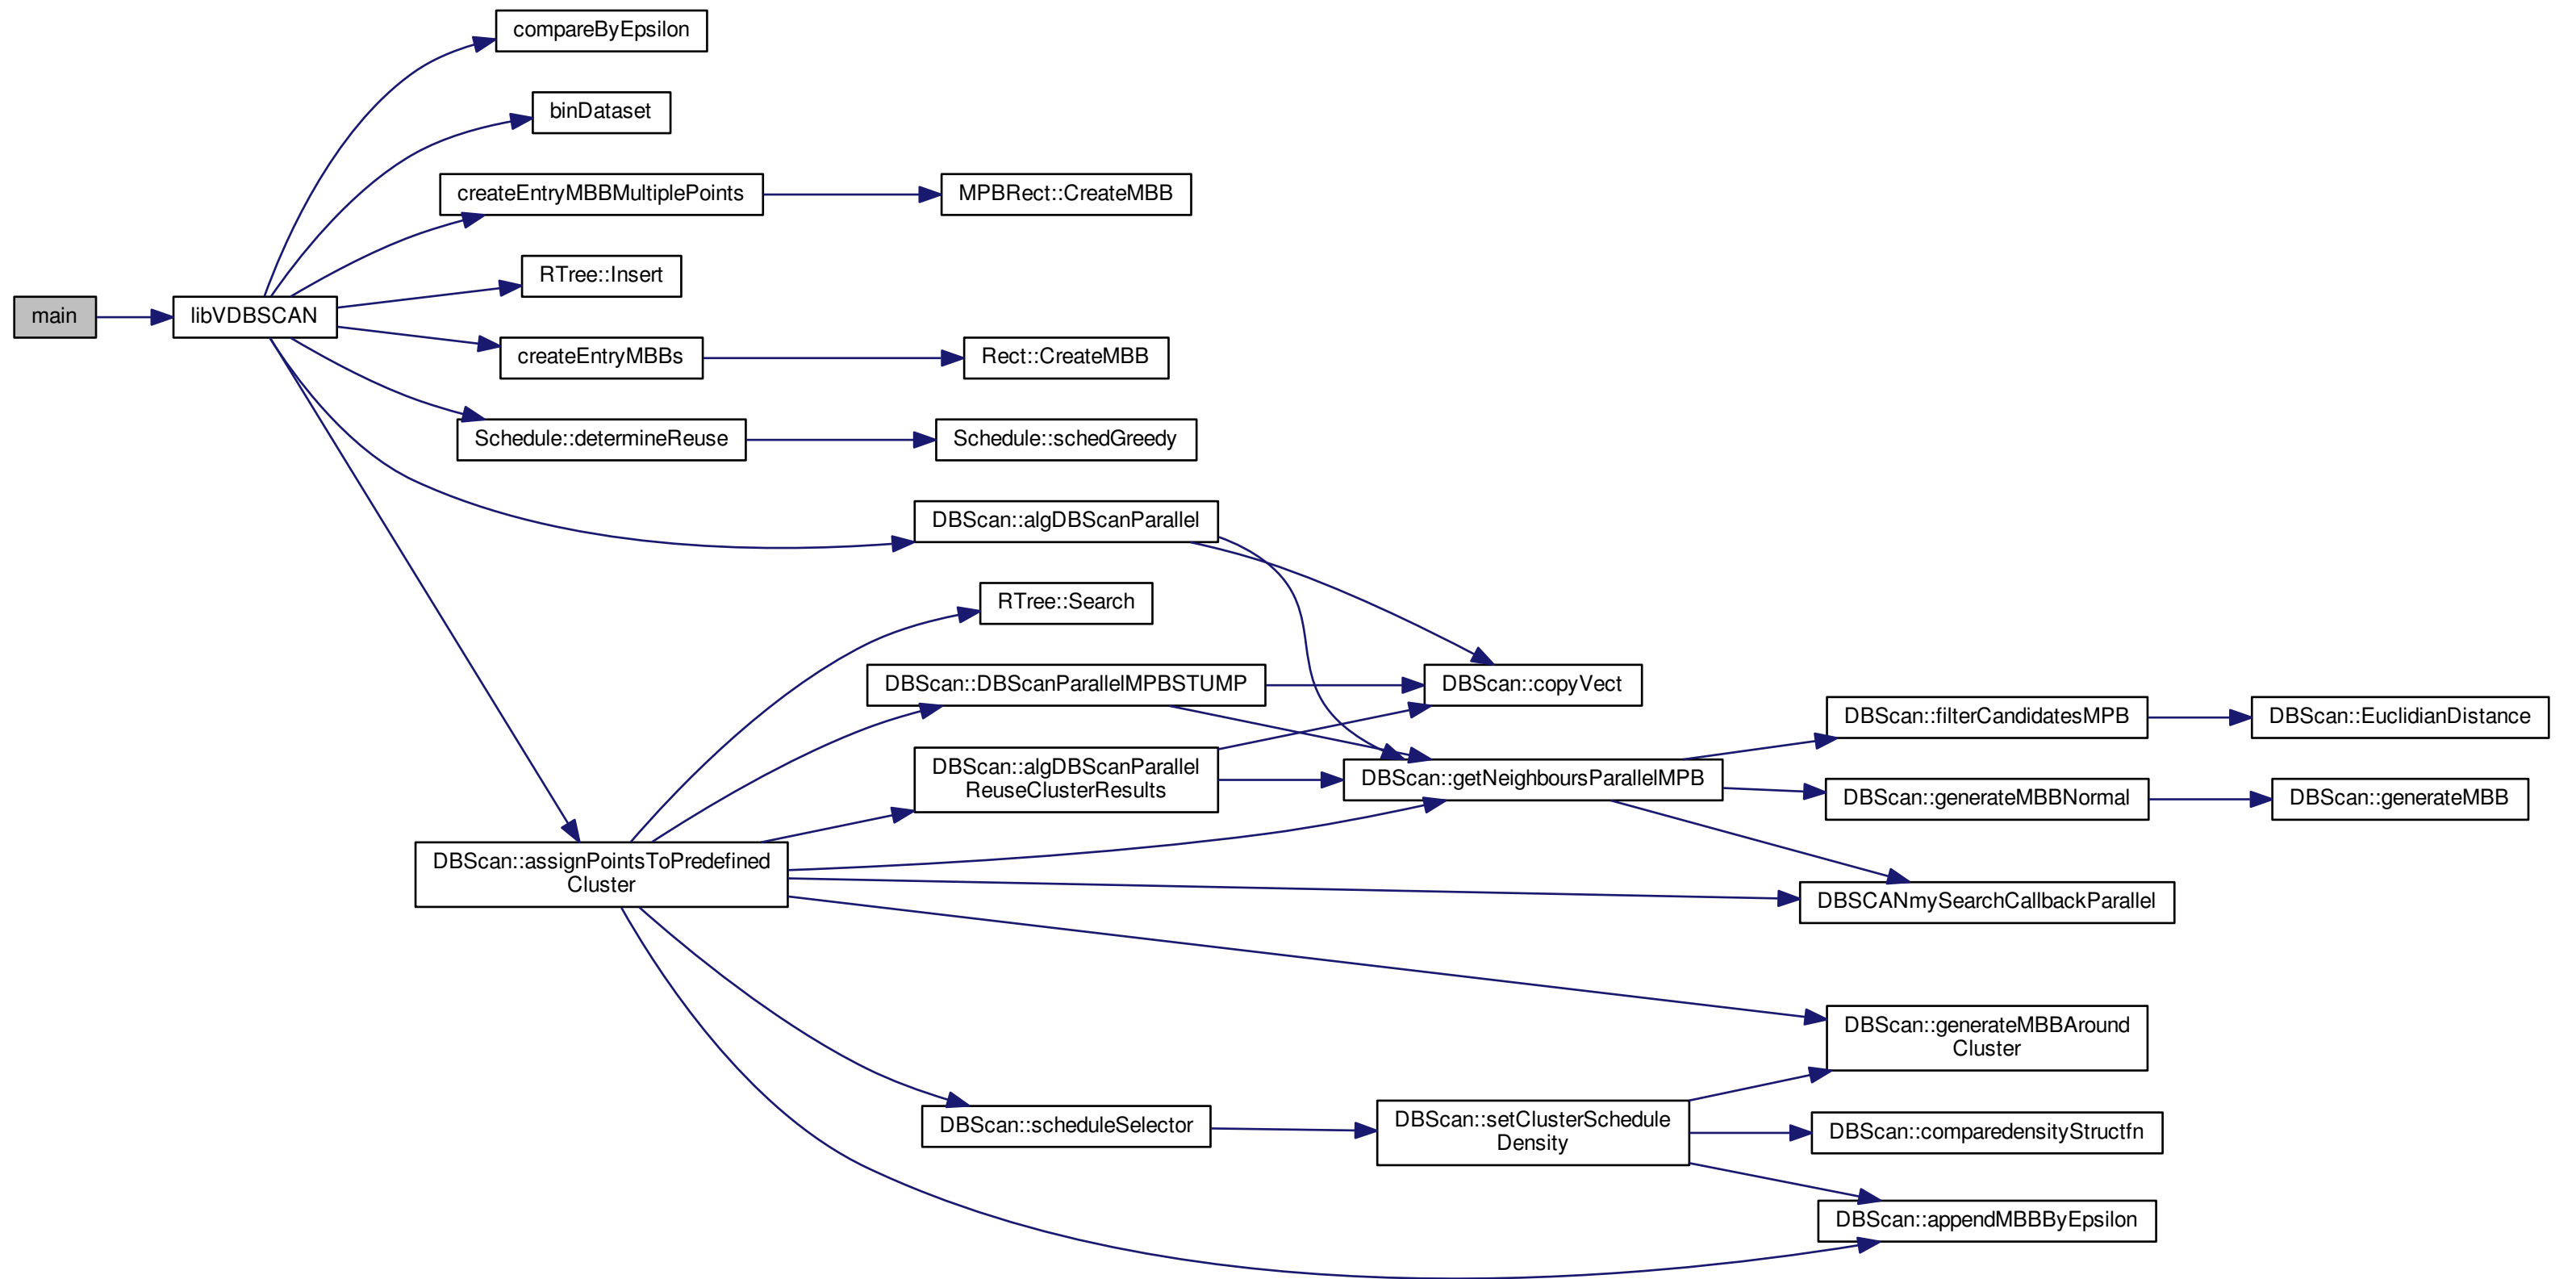 compareByEpsilon
binDataset
createEntryMBBMultiplePoints
MPBRect::CreateMBB
RTree::Insert
main
libVDBSCAN
createEntryMBBs
Rect::CreateMBB
Schedule::determineReuse
Schedule::schedGreedy
DBScan::algDBScanParallel
RTree::Search
DBScan::DBScanParallelMPBSTUMP
DBScan::copyVect
DBScan::filterCandidatesMPB
DBScan::EuclidianDistance
DBScan::algDBScanParallel
ReuseClusterResults
DBScan::getNeighboursParallelMPB
DBScan::generateMBBNormal
DBScan::generateMBB
DBScan::assignPointsToPredefined
Cluster
DBSCANmySearchCallbackParallel
DBScan::generateMBBAround
Cluster
DBScan::scheduleSelector
DBScan::setClusterSchedule
Density
DBScan::comparedensityStructfn
DBScan::appendMBBByEpsilon